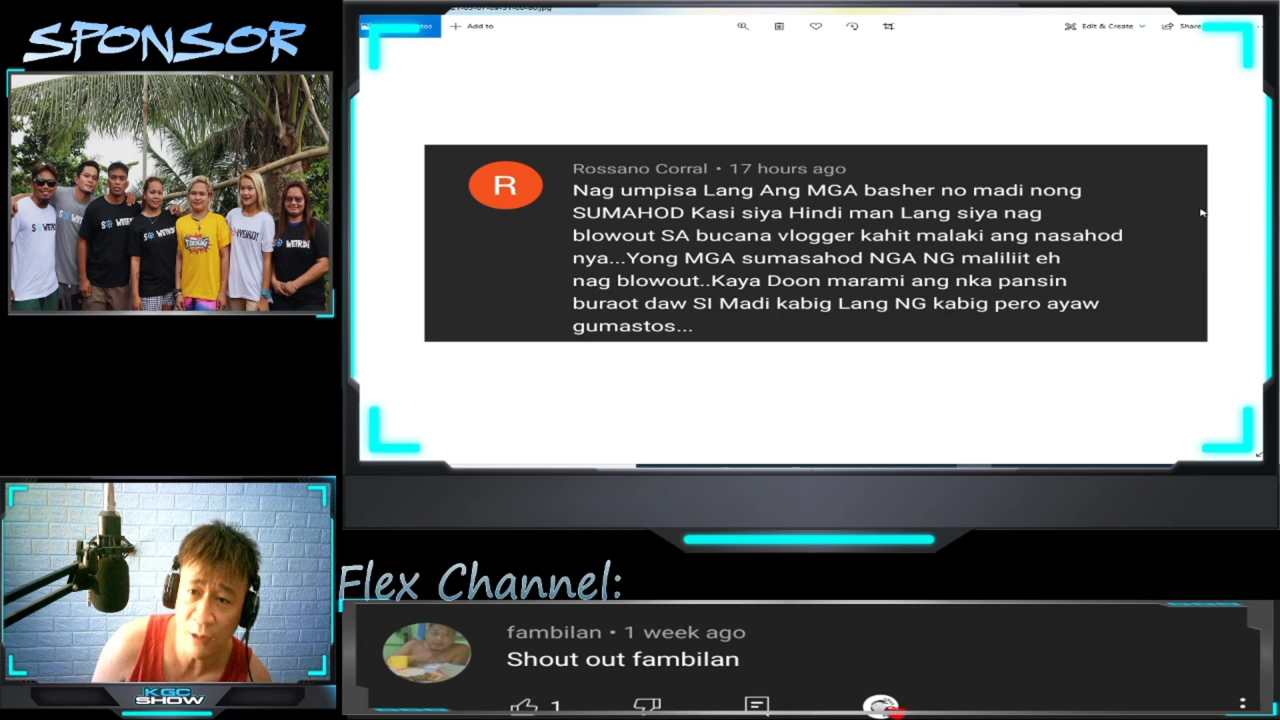 SPONSOR
Add to
Edit & Create
Share
R
Rossano Corral • 17 hours ago
Nag umpisa Lang Ang MGA basher no madi nong
SUMAHOD Kasi siya Hindi man Lang siya nag
blowout SA bucana vlogger kahit malaki ang nasahod
nya...Yong MGA sumasahod NGA NG maliliit eh
nag blowout..Kaya Doon marami ang nka pansin
buraot daw SI Madi kabig Lang NG kabig pero ayaw
gumastos...
KGC
SHOW
Flex Channel:
fambilan • 1 week ago
Shout out fambilan
1